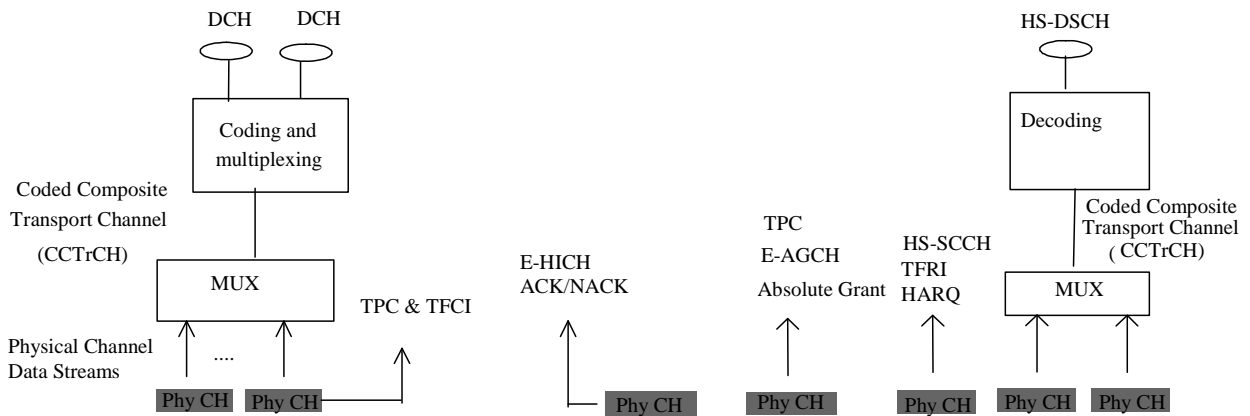 DCH
DCH
HS-DSCH
Coding and
multiplexing
Decoding
Coded Composite
Transport Channel
(CCTrCH)
Coded Composite
Transport Channel
( CCTrCH)
MUX
TPC & TFCI
E-HICH
ACK/NACK
TPC
E-AGCH
Absolute Grant
HS-SCCH
TFRI
HARQ
MUX
Physical Channel
Data Streams
....
Phy CH
Phy CH
Phy CH
Phy CH
Phy CH
Phy CH
Phy CH